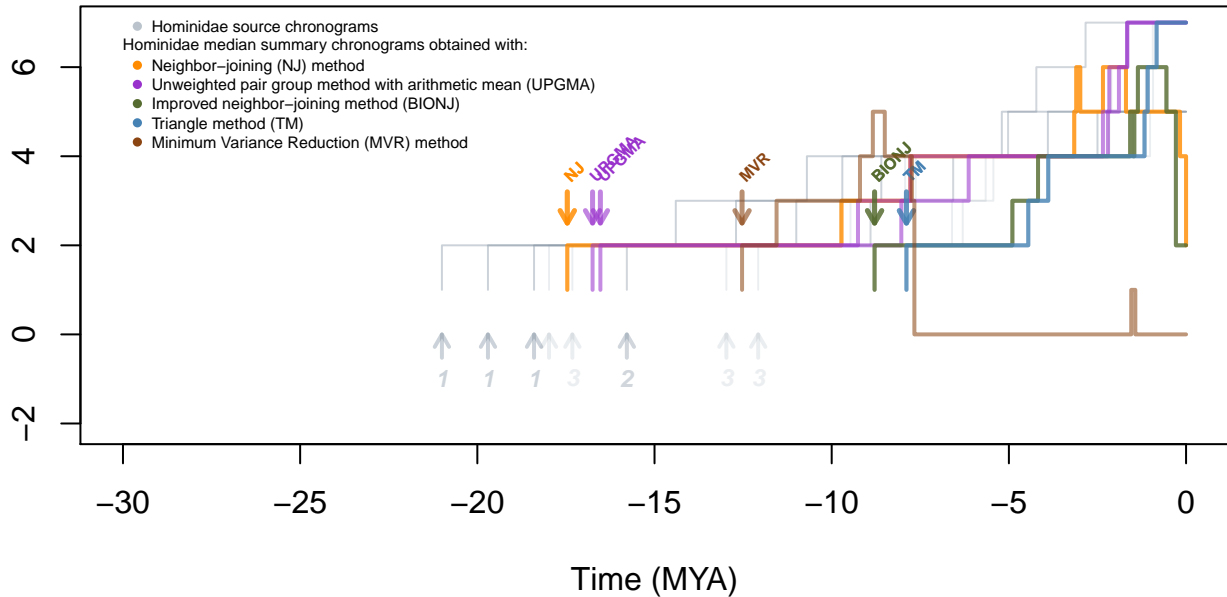 Hominidae source chronograms
Hominidae median summary chronograms obtained with:
Neighbor−joining (NJ) method
Unweighted pair group method with arithmetic mean (UPGMA)
Improved neighbor−joining method (BIONJ)
Triangle method (TM)
Minimum Variance Reduction (MVR) method
NJ
UPGMA
UPGMA
MVR
BIONJ
TM
6
4
2
0
−2
1
1
1
3
2
3
3
−30
−25
−20
−15
−10
−5
0
Time (MYA)